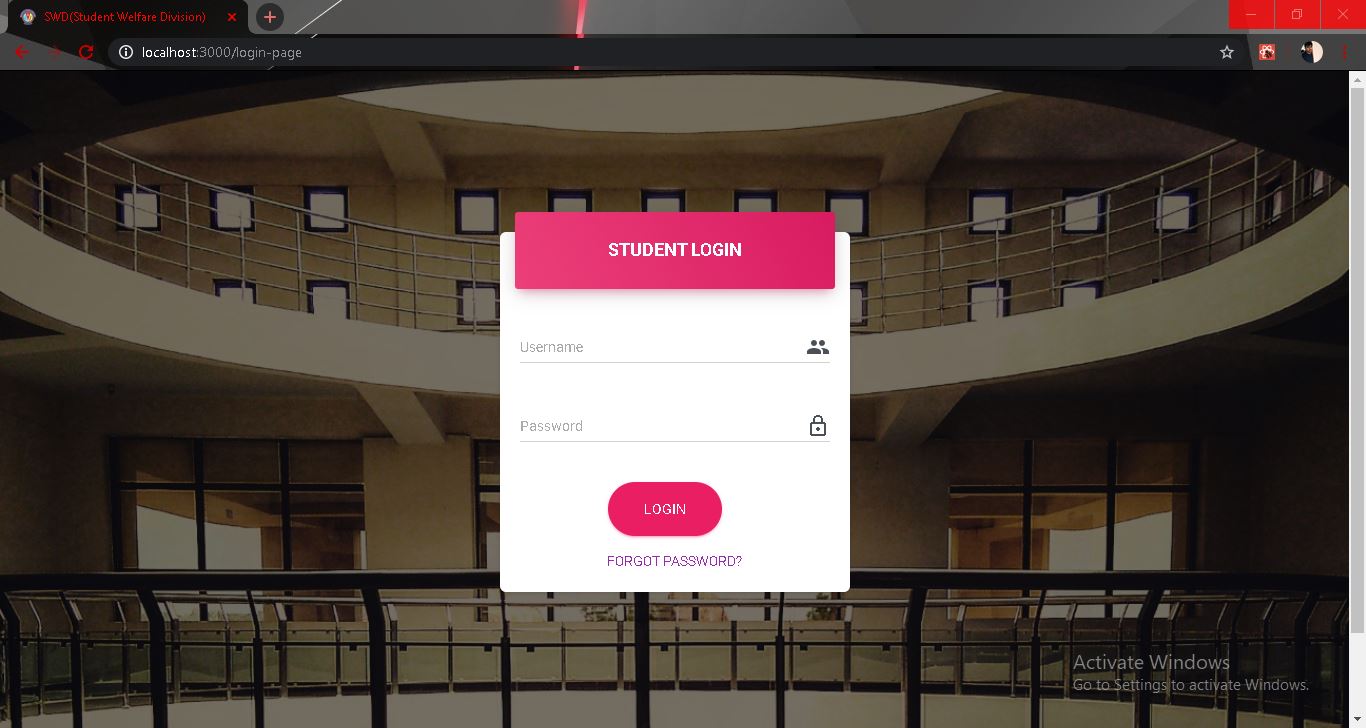 SWD(Student Welfare Division)
localhost:3000/login-page
STUDENT LOGIN
Username
Password
LOGIN
FORGOT PASSWORD?
Activate Windows
Go to Settings to activate Windows.